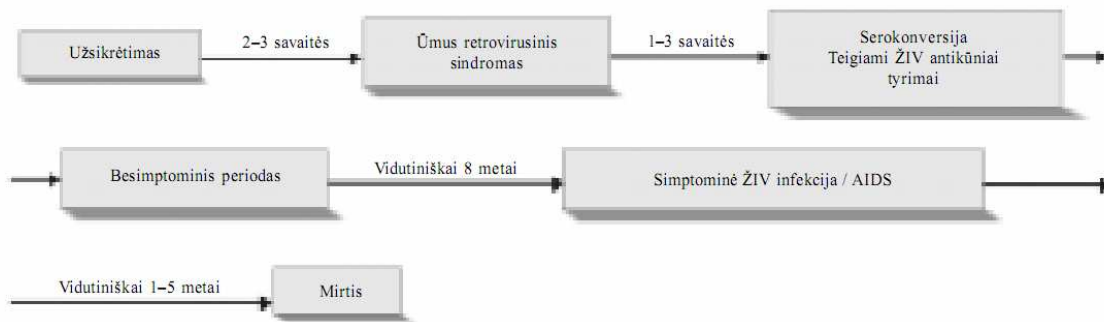 Užsikrėtimas
2–3 savaitės
Ūmus retrovirusinis
sindromas
1–3 savaitės
Serokonversija
Teigiami ŽIV antikūniai
tyrimai
Besimptominis periodas
Vidutiniškai 8 metai
Simptominė ŽIV infekcija / AIDS
Vidutiniškai 1–5 metai
Mirtis